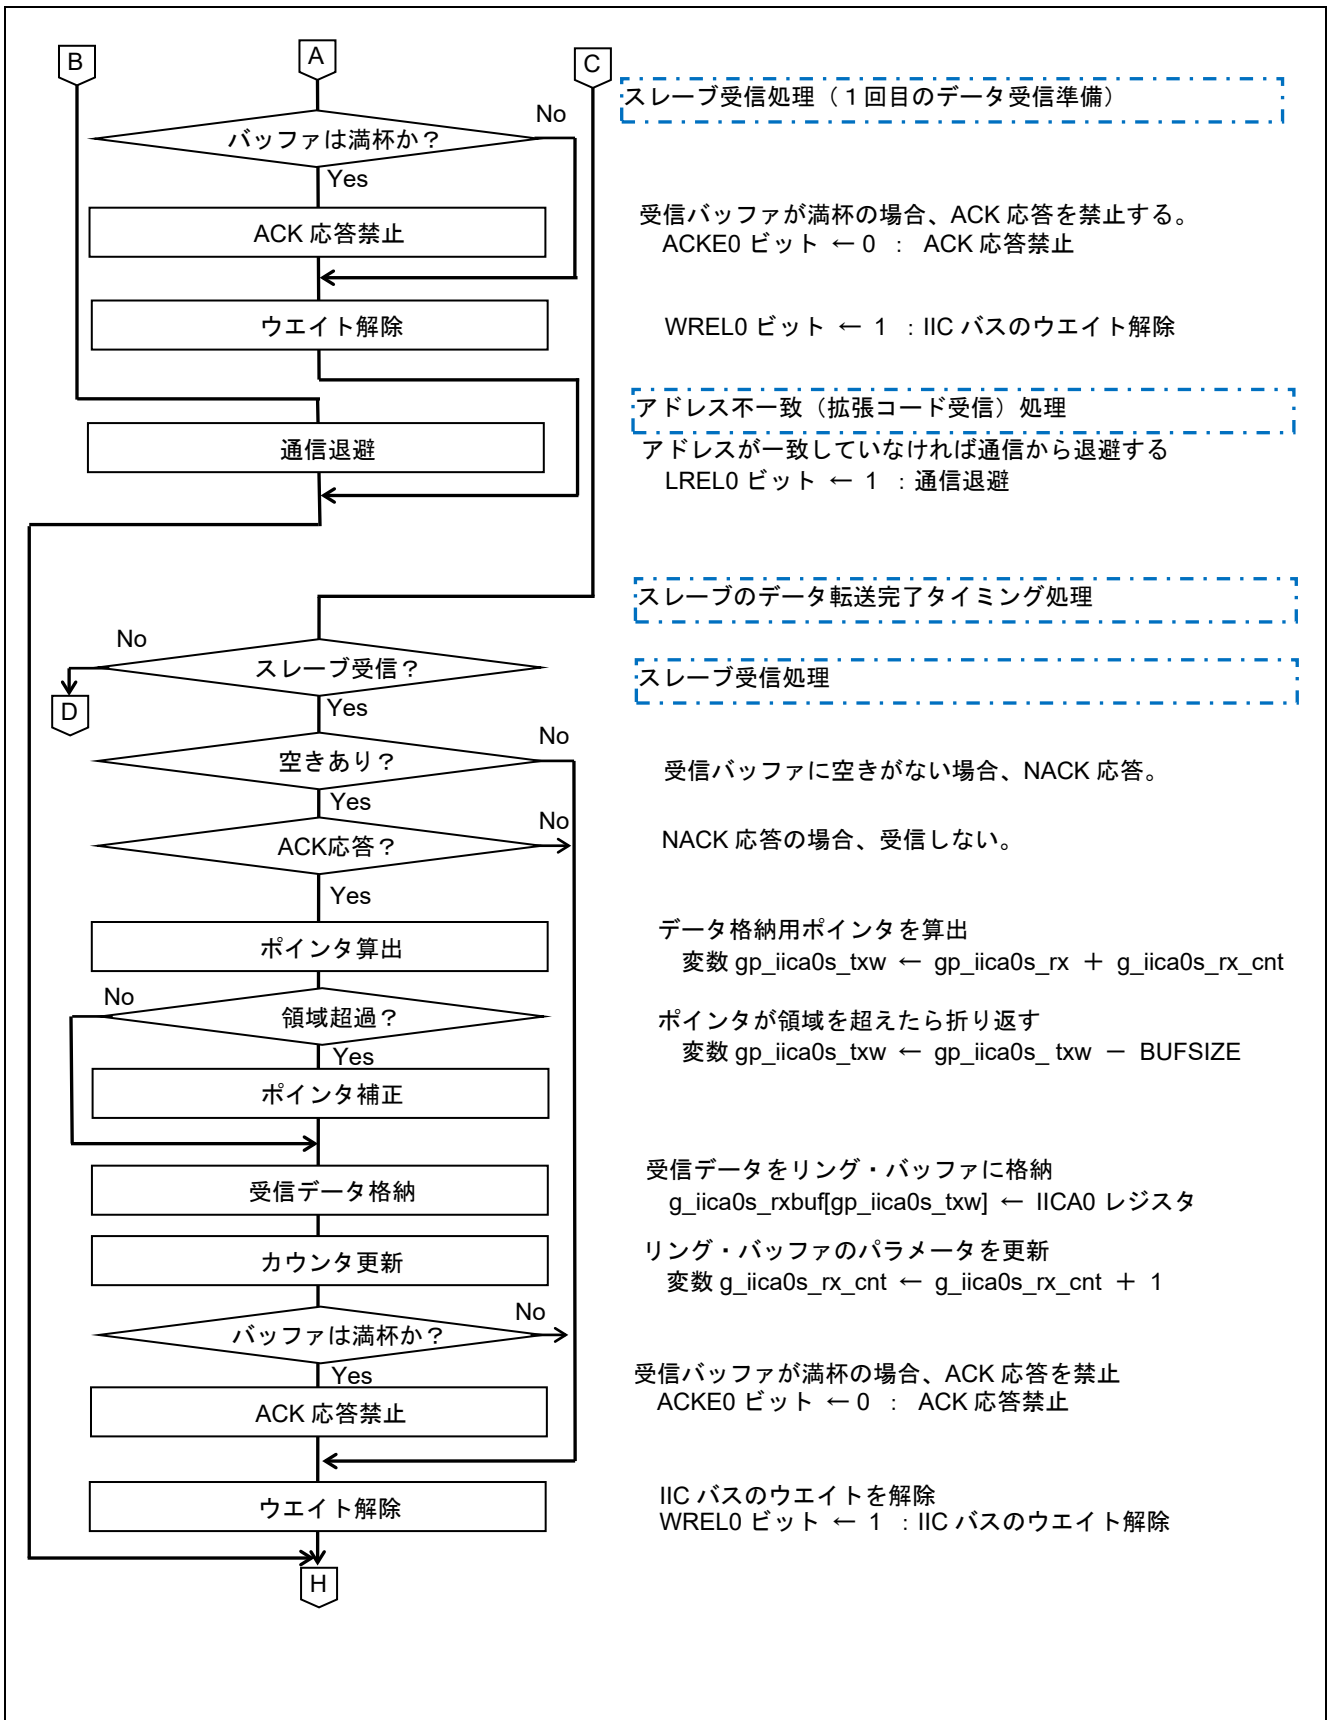 B
A
C
スレーブ受信処理（１回目のデータ受信準備）
No
バッファは満杯か？
Yes
ACK 応答禁止
受信バッファが満杯の場合、ACK 応答を禁止する。
ACKE0 ビット ← 0 ： ACK 応答禁止
ウエイト解除
WREL0 ビット ← 1 ：IIC バスのウエイト解除
アドレス不一致（拡張コード受信）処理
通信退避
アドレスが一致していなければ通信から退避する
LREL0 ビット ← 1 ：通信退避
スレーブのデータ転送完了タイミング処理
No
スレーブ受信？
スレーブ受信処理
D
Yes
No
空きあり？
受信バッファに空きがない場合、NACK 応答。
Yes
No
ACK応答？
NACK 応答の場合、受信しない。
Yes
ポインタ算出
データ格納用ポインタを算出
変数 gp_iica0s_txw ← gp_iica0s_rx ＋ g_iica0s_rx_cnt
No
領域超過？
ポインタが領域を超えたら折り返す
変数 gp_iica0s_txw ← gp_iica0s_ txw － BUFSIZE
Yes
ポインタ補正
受信データ格納
受信データをリング・バッファに格納
g_iica0s_rxbuf[gp_iica0s_txw] ← IICA0 レジスタ
カウンタ更新
リング・バッファのパラメータを更新
変数 g_iica0s_rx_cnt ← g_iica0s_rx_cnt ＋ 1
No
バッファは満杯か？
Yes
受信バッファが満杯の場合、ACK 応答を禁止
ACKE0 ビット ← 0 ： ACK 応答禁止
ACK 応答禁止
ウエイト解除
IIC バスのウエイトを解除
WREL0 ビット ← 1 ：IIC バスのウエイト解除
H